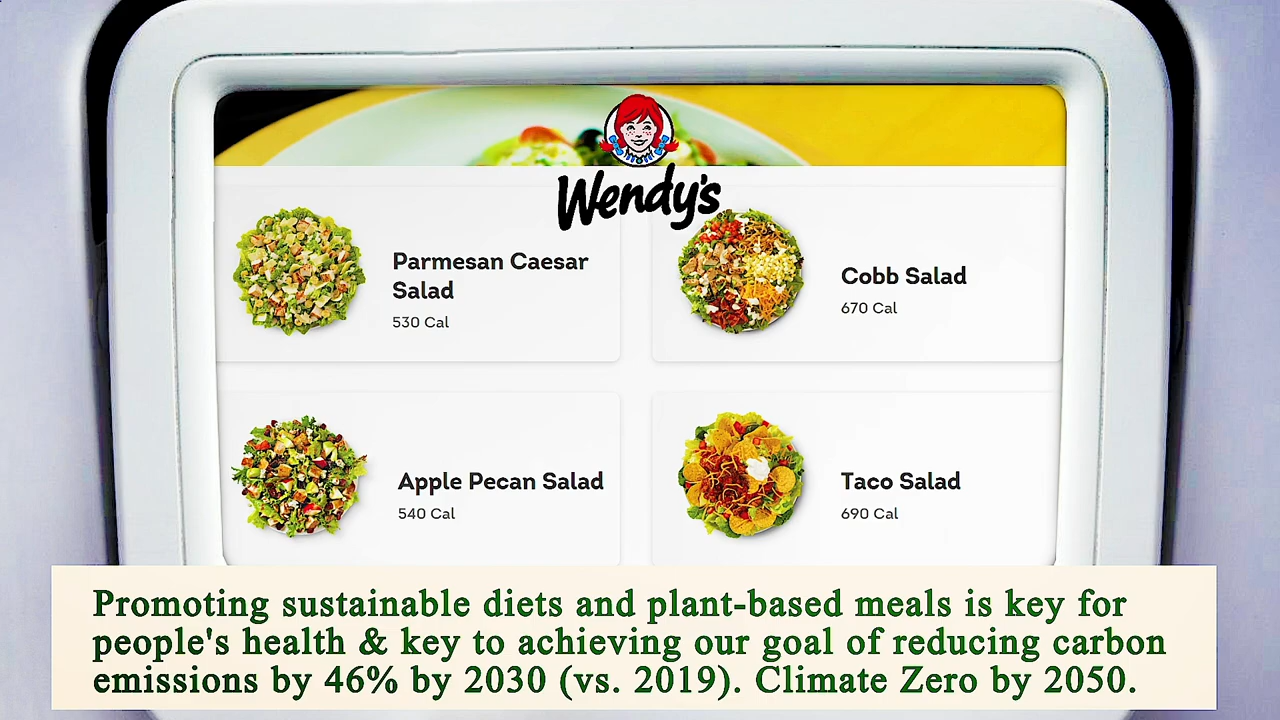 Wendy's
Parmesan Caesar
Salad
530 Cal
Cobb Salad
670 Cal
Apple Pecan Salad
540 Cal
Taco Salad
690 Cal
Promoting sustainable diets and plant-based meals is key for
people's health & key to achieving our goal of reducing carbon
emissions by 46% by 2030 (vs. 2019). Climate Zero by 2050.